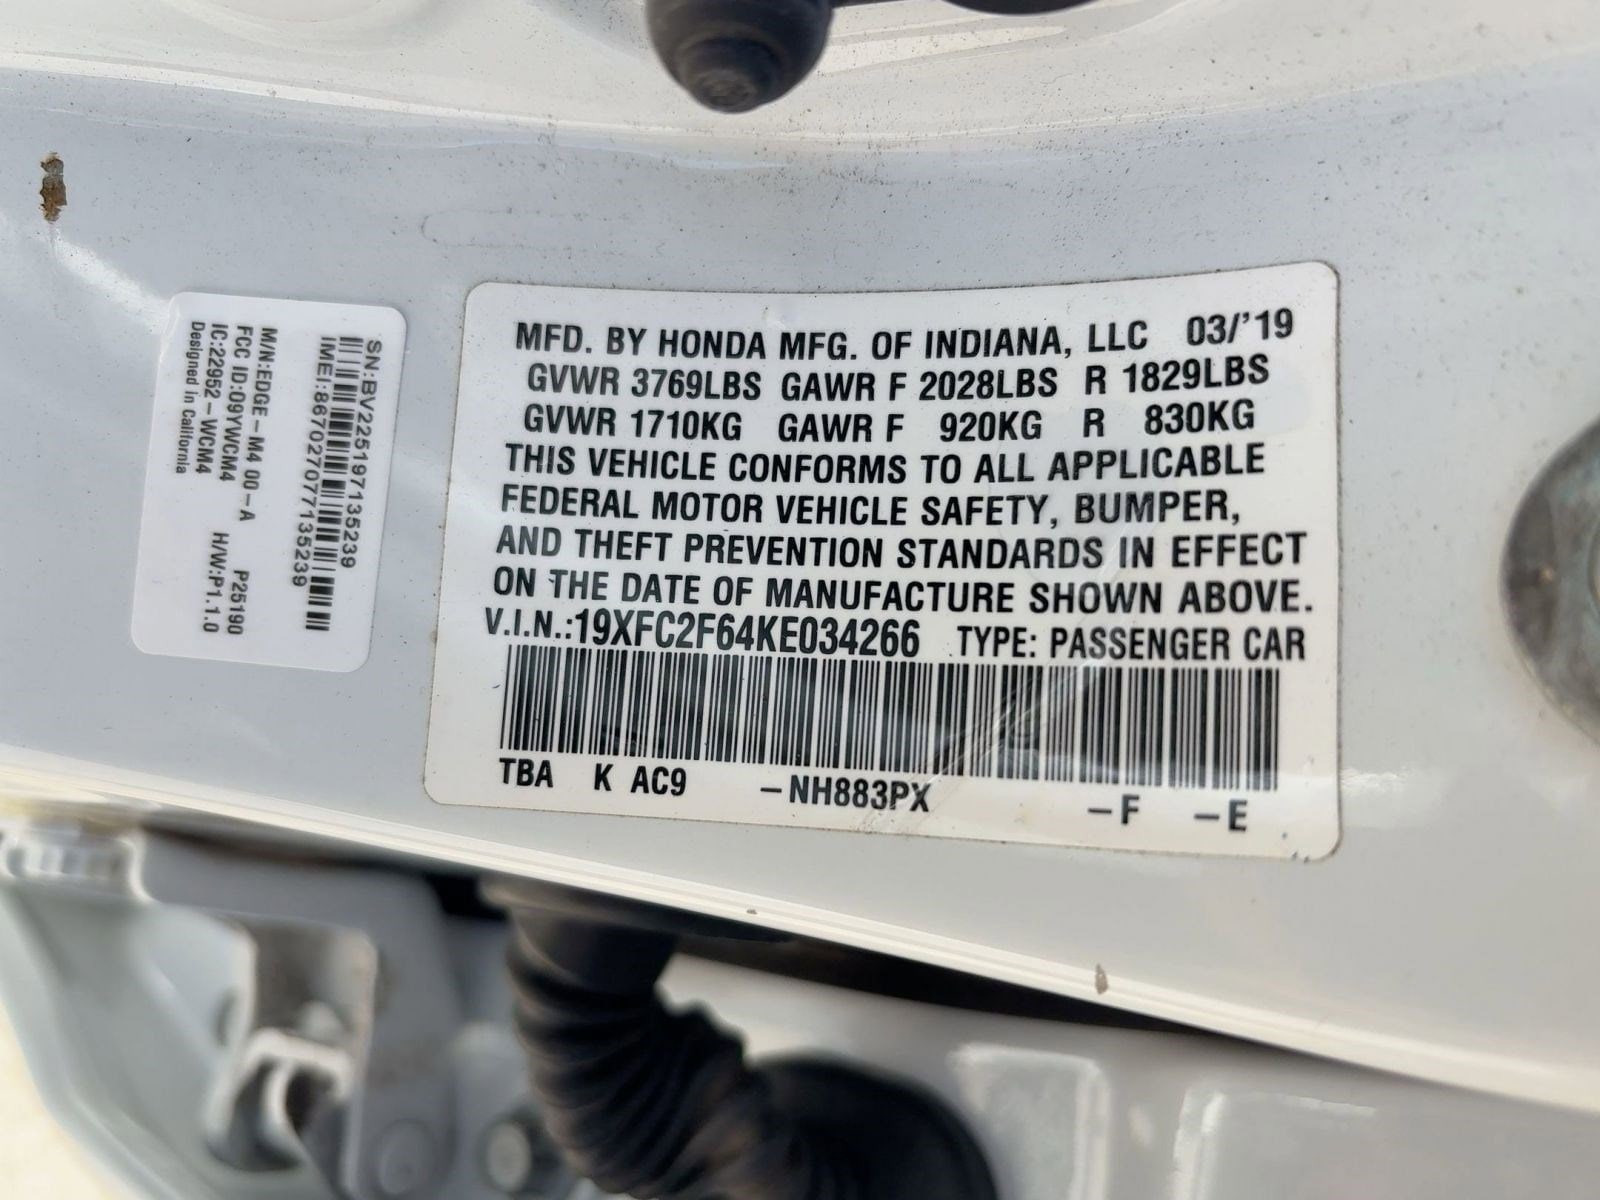 SN:BV225197135239
IMEI:867027077135239
M/N:EDGE-M4 00-A P25190
FCC ID:D9YWCM4 H/W:P1.1.0
IC:22952-WCM4
Designed in California
MFD. BY HONDA MFG. OF INDIANA, LLC 03/'19
GVWR 3769LBS GAWR F 2028LBS R 1829LBS
GVWR 1710KG GAWR F 920KG R 830KG
THIS VEHICLE CONFORMS TO ALL APPLICABLE
FEDERAL MOTOR VEHICLE SAFETY, BUMPER,
AND THEFT PREVENTION STANDARDS IN EFFECT
ON THE DATE OF MANUFACTURE SHOWN ABOVE.
V.I.N.:19XFC2F64KE034266 TYPE: PASSENGER CAR
TBA K AC9 -NH883PX -F -E